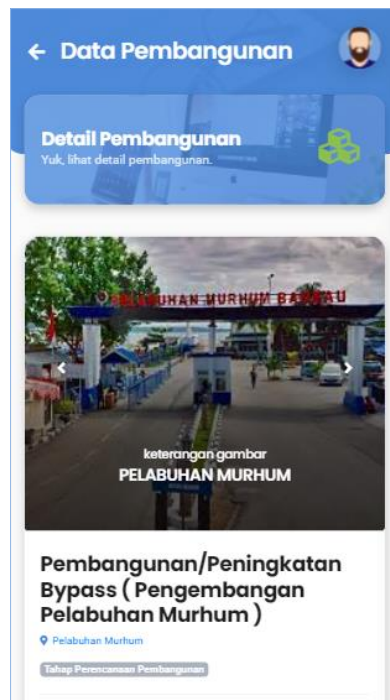 Data Pembangunan
Detail Pembangunan
Yuk, lihat detail pembangunan.
PELABUHAN MURHUM BAUBAU
keterangan gambar
PELABUHAN MURHUM
Pembangunan/Peningkatan
Bypass ( Pengembangan
Pelabuhan Murhum )
Pelabuhan Murhum
Tahap Perencanaan Pembangunan